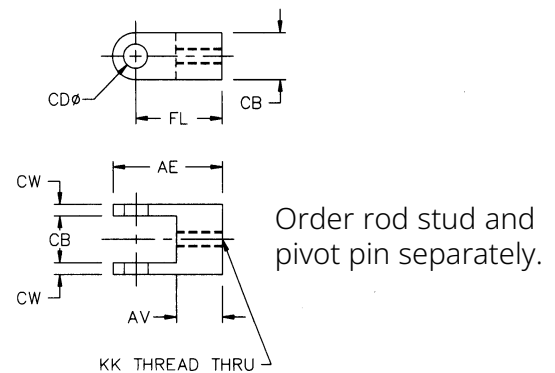 CDø
FL
CB
AE
CW
CB
CW
AV
KK THREAD THRU
Order rod stud and
pivot pin separately.